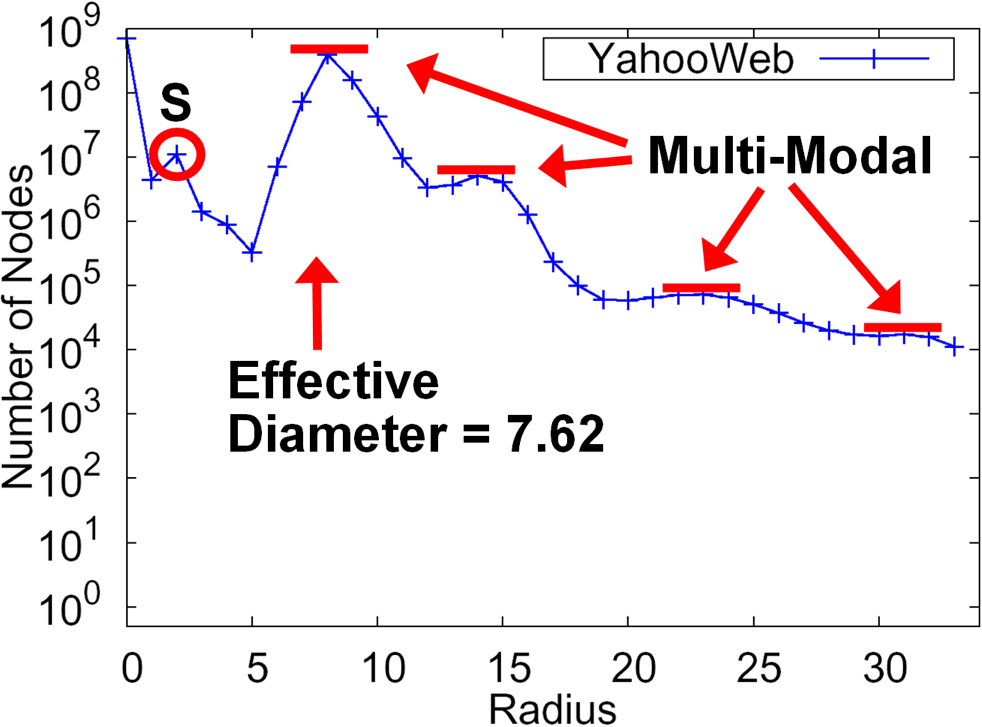 10^9
10^8
10^7
10^6
10^5
10^4
10^3
10^2
10^1
10^0
Number of Nodes
YahooWeb
S
Multi-Modal
Effective
Diameter = 7.62
0 5 10 15 20 25 30
Radius